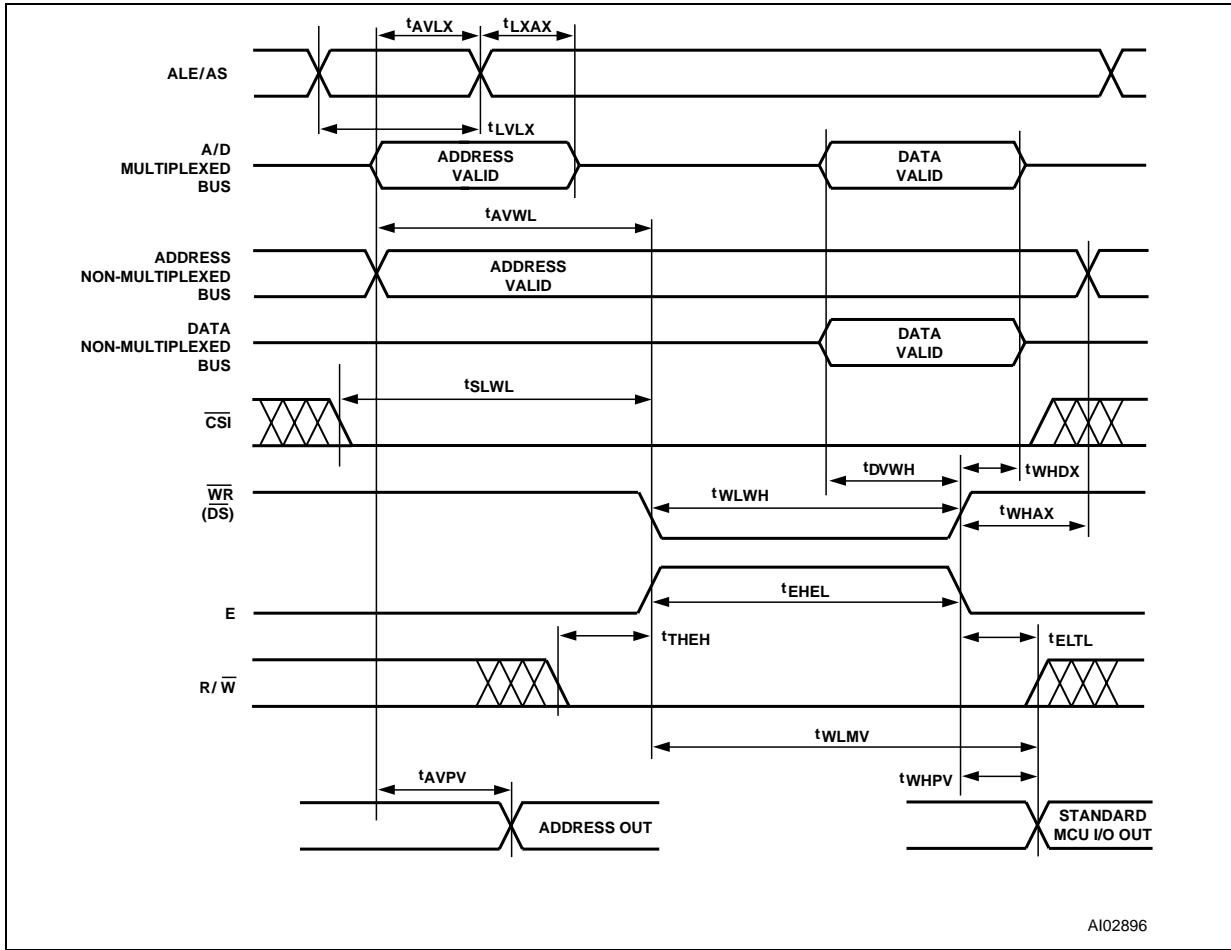 tAVLX tLXAX
ALE/AS
tLVLX
A/D
MULTIPLEXED
BUS
ADDRESS
VALID
DATA
VALID
tAVWL
ADDRESS
NON-MULTIPLEXED
BUS
ADDRESS
VALID
DATA
NON-MULTIPLEXED
BUS
DATA
VALID
tSLWL
CSI
tDVWH tWHDX
WR
(DS)
tWLWH
tWHAX
tEHEL
E
tTHEH tELTL
R/ W
tWLMV
tAVPV tWHPV
ADDRESS OUT
STANDARD
MCU I/O OUT
AI02896